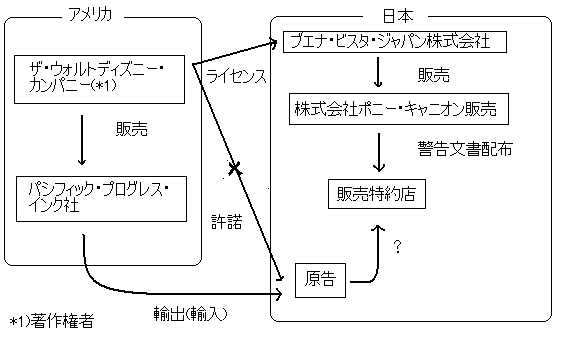 アメリカ
日本
ザ・ウォルトディズニー・
カンパニー(*1)
ライセンス
ブエナ・ビスタ・ジャパン株式会社
販売
販売
株式会社ポニー・キャニオン販売
警告文書配布
パシフィック・プログレス・
インク社
販売特約店
許諾
?
原告
輸出(輸入)
*1)著作権者